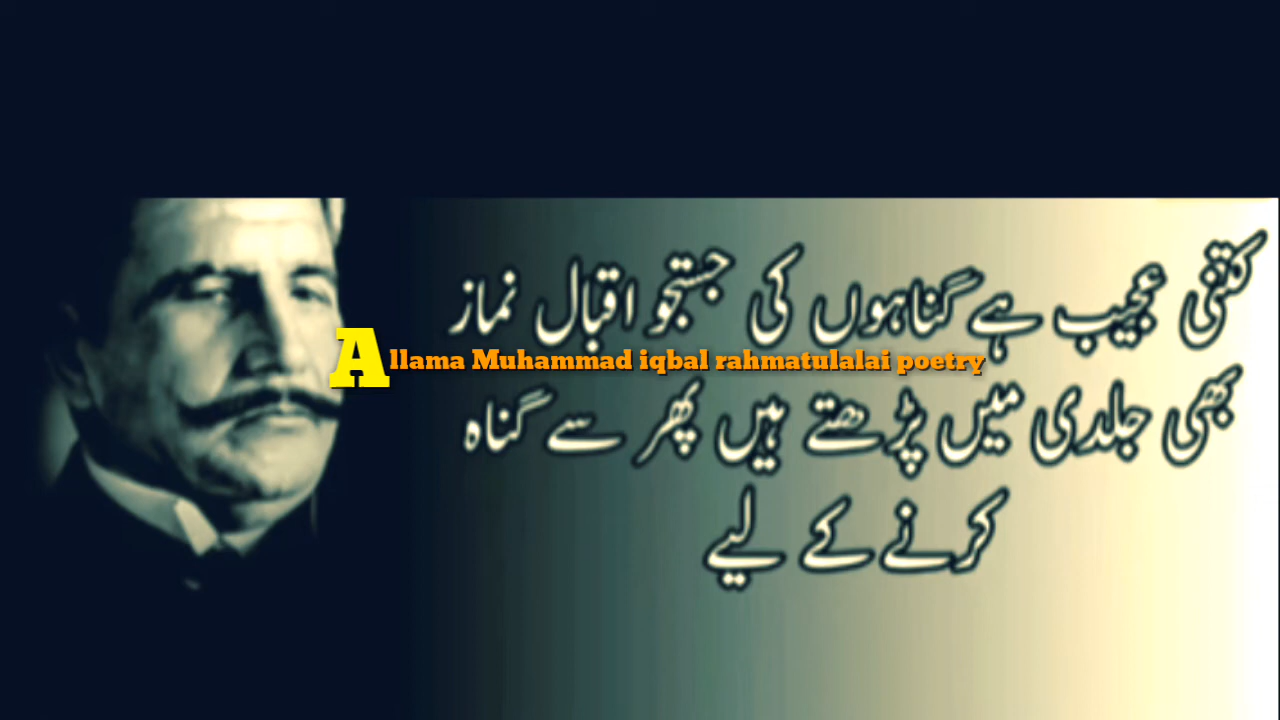 کتنی عجیب ہے گناہوں کی جستجو اقبال نماز
Allama Muhammad iqbal rahmatulalai poetry
بھی جلدی میں پڑھتے ہیں پھر سے گناہ
کرنے کے لیے